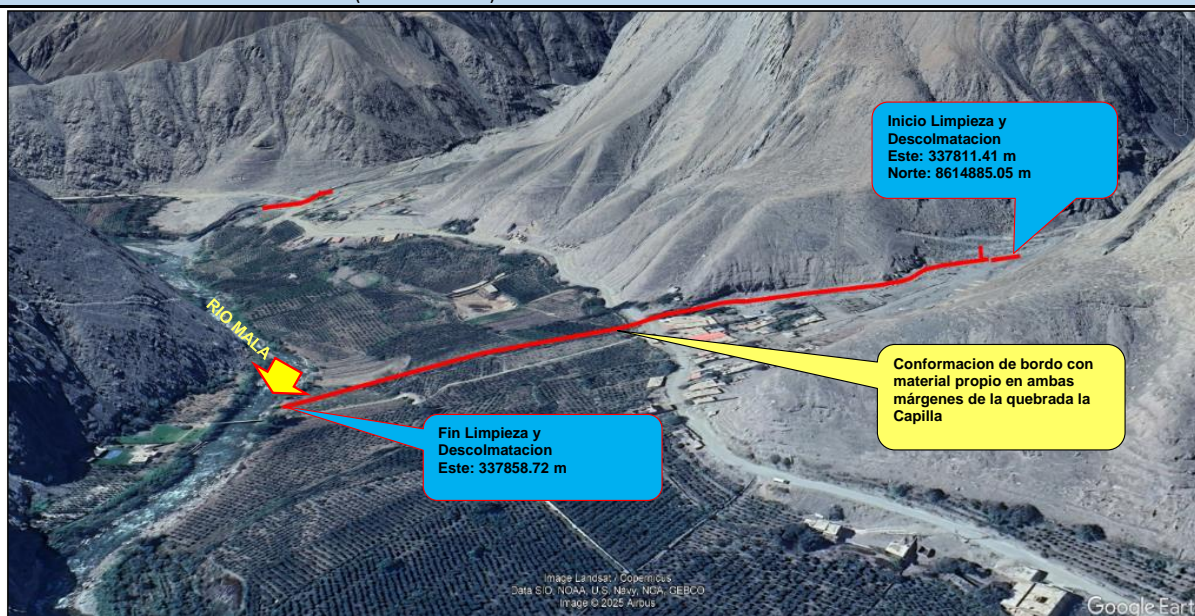 Inicio Limpieza y
Descolmatacion
Este: 337811.41 m
Norte: 8614885.05 m
RIO MALA
Conformacion de bordo con
material propio en ambas
márgenes de la quebrada la
Capilla
Fin Limpieza y
Descolmatacion
Este: 337858.72 m
Image Landsat / Copernicus
Data SIO, NOAA, U.S. Navy, NGA, GEBCO
Image © 2025 Airbus
Google Earth